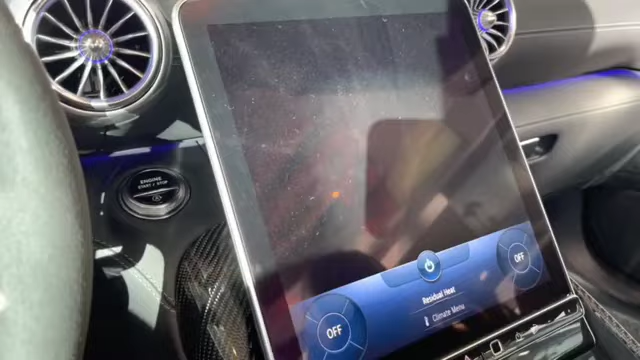 ENGINE
START / STOP
Residual Heat
OFF
Climate Menu
OFF